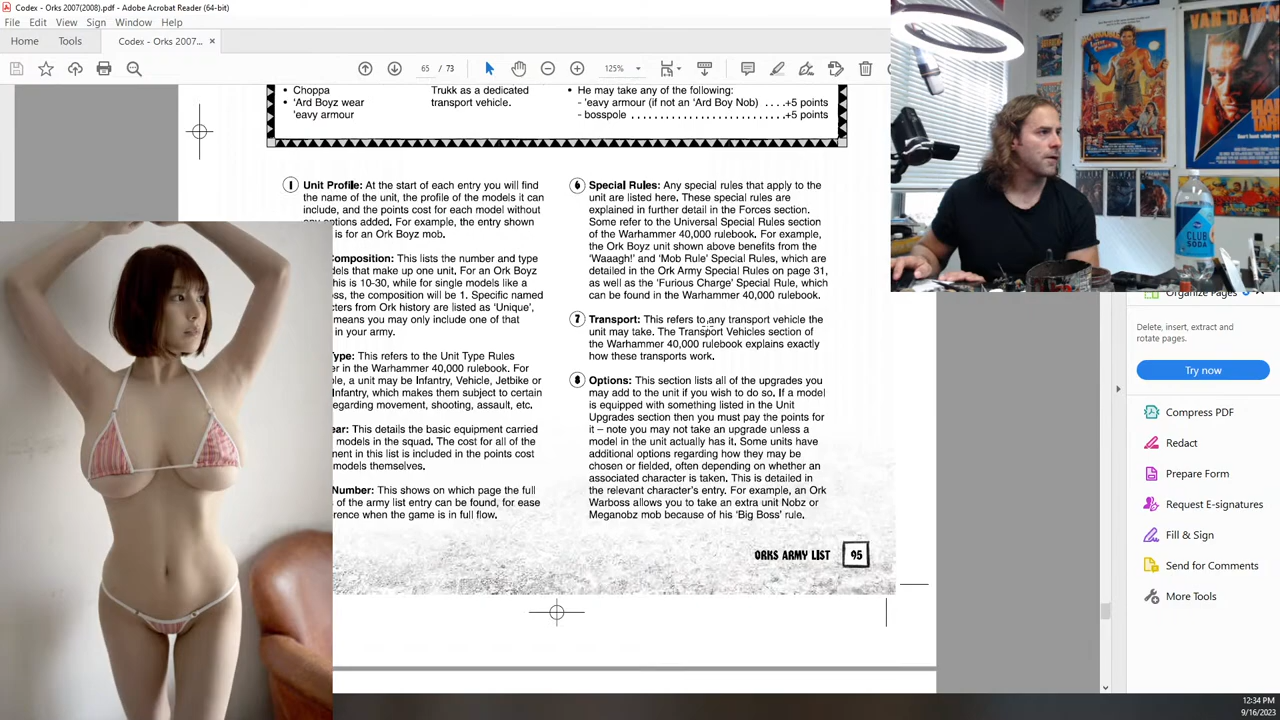 Codex - Orks 2007(2008).pdf - Adobe Acrobat Reader (64-bit)
File Edit View Sign Window Help
Home Tools Codex - Orks 2007... ×
65 / 73 125%
• Choppa
• 'Ard Boyz wear
'eavy armour
Trukk as a dedicated
transport vehicle.
• He may take any of the following:
- 'eavy armour (if not an 'Ard Boy Nob) . . . .+5 points
- bosspole . . . . . . . . . . . . . . . . . . . . . . . . . . .+5 points
1 Unit Profile: At the start of each entry you will find
the name of the unit, the profile of the models it can
include, and the points cost for each model without
any options added. For example, the entry shown
is for an Ork Boyz mob.
Composition: This lists the number and type
dels that make up one unit. For an Ork Boyz
his is 10-30, while for single models like a
ss, the composition will be 1. Specific named
cters from Ork history are listed as 'Unique',
means you may only include one of that
in your army.
ype: This refers to the Unit Type Rules
er in the Warhammer 40,000 rulebook. For
le, a unit may be Infantry, Vehicle, Jetbike or
Infantry, which makes them subject to certain
egarding movement, shooting, assault, etc.
ear: This details the basic equipment carried
models in the squad. The cost for all of the
ment in this list is included in the points cost
models themselves.
Number: This shows on which page the full
of the army list entry can be found, for ease
rence when the game is in full flow.
6 Special Rules: Any special rules that apply to the
unit are listed here. These special rules are
explained in further detail in the Forces section.
Some refer to the Universal Special Rules section
of the Warhammer 40,000 rulebook. For example,
the Ork Boyz unit shown above benefits from the
'Waaagh!' and 'Mob Rule' Special Rules, which are
detailed in the Ork Army Special Rules on page 31,
as well as the 'Furious Charge' Special Rule, which
can be found in the Warhammer 40,000 rulebook.
7 Transport: This refers to any transport vehicle the
unit may take. The Transport Vehicles section of
the Warhammer 40,000 rulebook explains exactly
how these transports work.
8 Options: This section lists all of the upgrades you
may add to the unit if you wish to do so. If a model
is equipped with something listed in the Unit
Upgrades section then you must pay the points for
it – note you may not take an upgrade unless a
model in the unit actually has it. Some units have
additional options regarding how they may be
chosen or fielded, often depending on whether an
associated character is taken. This is detailed in
the relevant character's entry. For example, an Ork
Warboss allows you to take an extra unit Nobz or
Meganobz mob because of his 'Big Boss' rule.
ORKS ARMY LIST 95
VAN DAMME
CLUB
SODA
Organize Pages
Delete, insert, extract and
rotate pages.
Try now
Compress PDF
Redact
Prepare Form
Request E-signatures
Fill & Sign
Send for Comments
More Tools
12:34 PM
9/16/2023